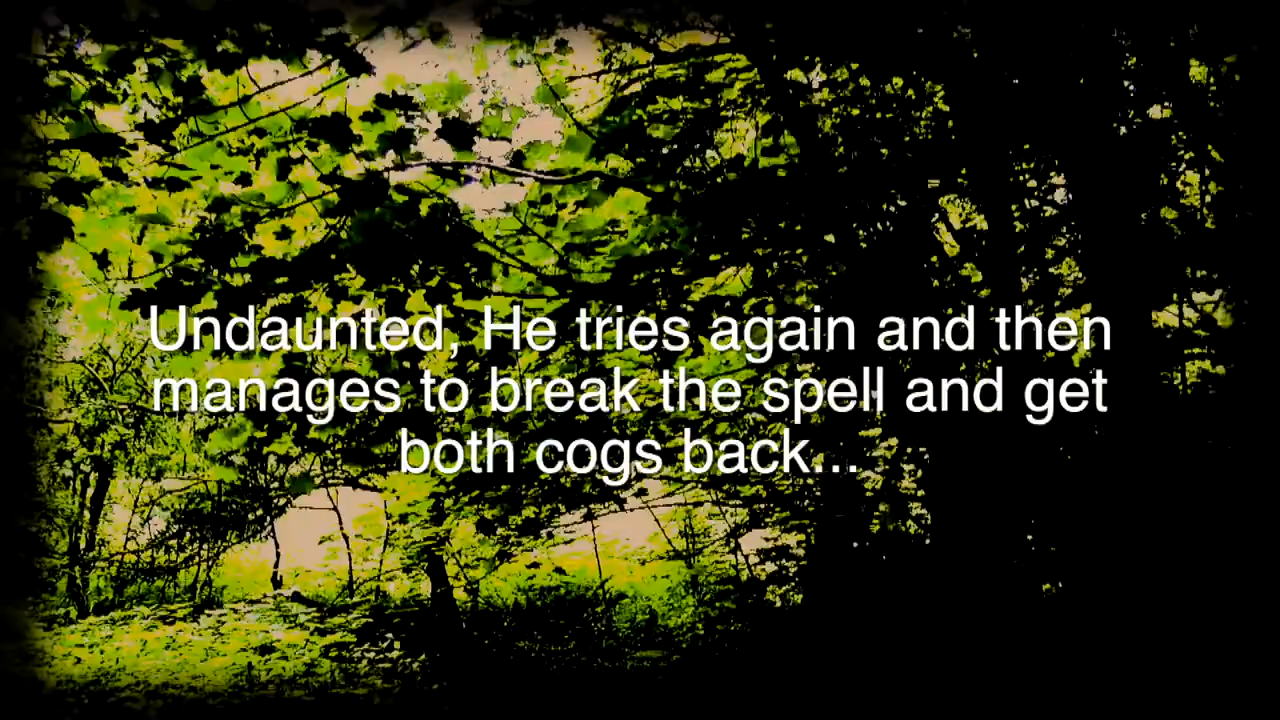 Undaunted, He tries again and then
manages to break the spell and get
both cogs back...